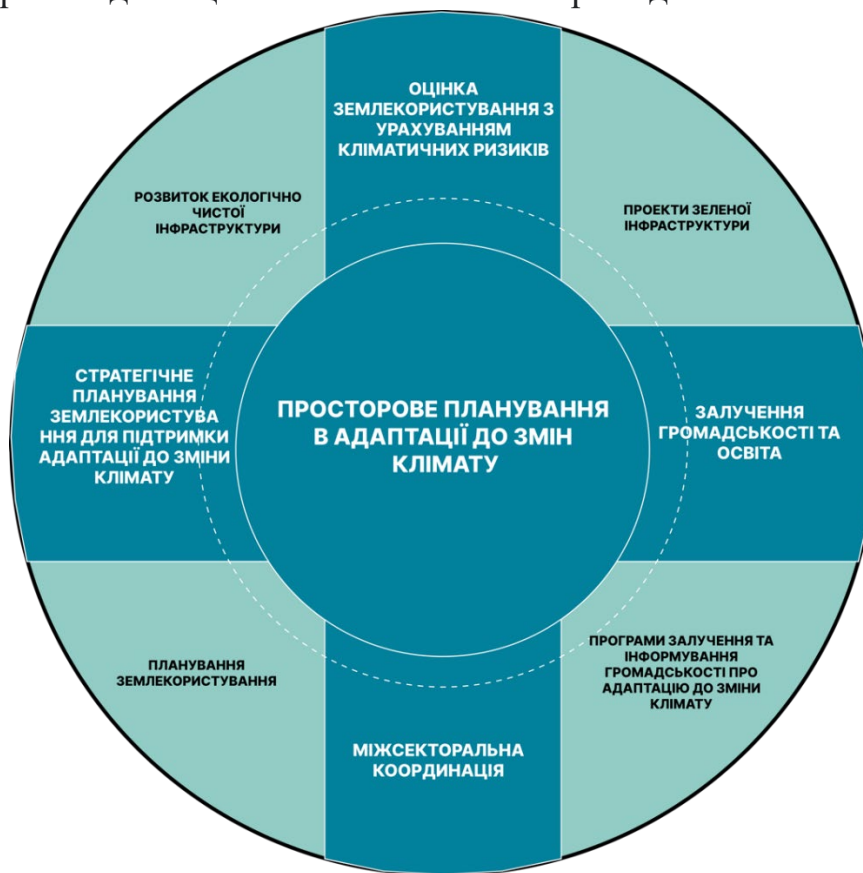 ОЦІНКА
ЗЕМЛЕКОРИСТУВАННЯ З
УРАХУВАННЯМ
КЛІМАТИЧНИХ РИЗИКІВ
РОЗВИТОК ЕКОЛОГІЧНО
ЧИСТОЇ
ІНФРАСТРУКТУРИ
ПРОЕКТИ ЗЕЛЕНОЇ
ІНФРАСТРУКТУРИ
СТРАТЕГІЧНЕ
ПЛАНУВАННЯ
ЗЕМЛЕКОРИСТУВА
ННЯ ДЛЯ ПІДТРИМКИ
АДАПТАЦІЇ ДО ЗМІНИ
КЛІМАТУ
ПРОСТОРОВЕ ПЛАНУВАННЯ
В АДАПТАЦІЇ ДО ЗМІН
КЛІМАТУ
ЗАЛУЧЕННЯ
ГРОМАДСЬКОСТІ ТА
ОСВІТА
ПЛАНУВАННЯ
ЗЕМЛЕКОРИСТУВАННЯ
МІЖСЕКТОРАЛЬНА
КООРДИНАЦІЯ
ПРОГРАМИ ЗАЛУЧЕННЯ ТА
ІНФОРМУВАННЯ
ГРОМАДСЬКОСТІ ПРО
АДАПТАЦІЮ ДО ЗМІНИ
КЛІМАТУ